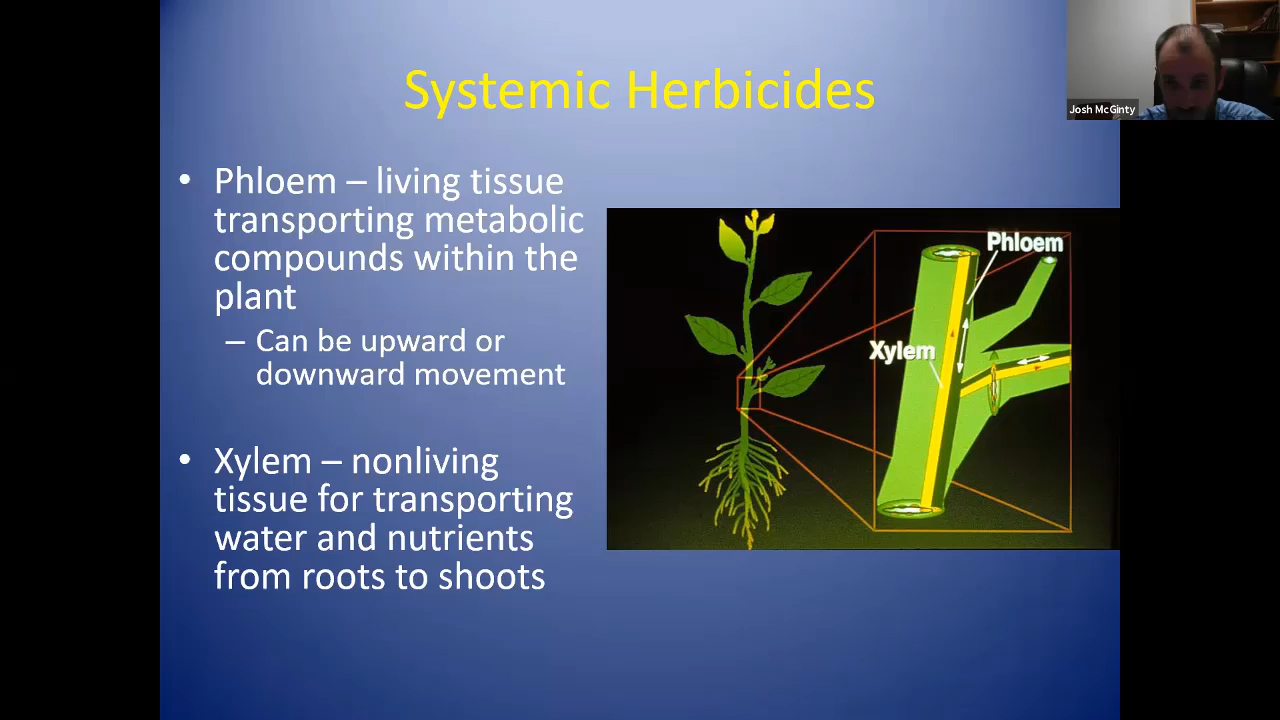 Systemic Herbicides
Josh McGinty
• Phloem – living tissue
transporting metabolic
compounds within the
plant
– Can be upward or
downward movement
• Xylem – nonliving
tissue for transporting
water and nutrients
from roots to shoots
Phloem
Xylem